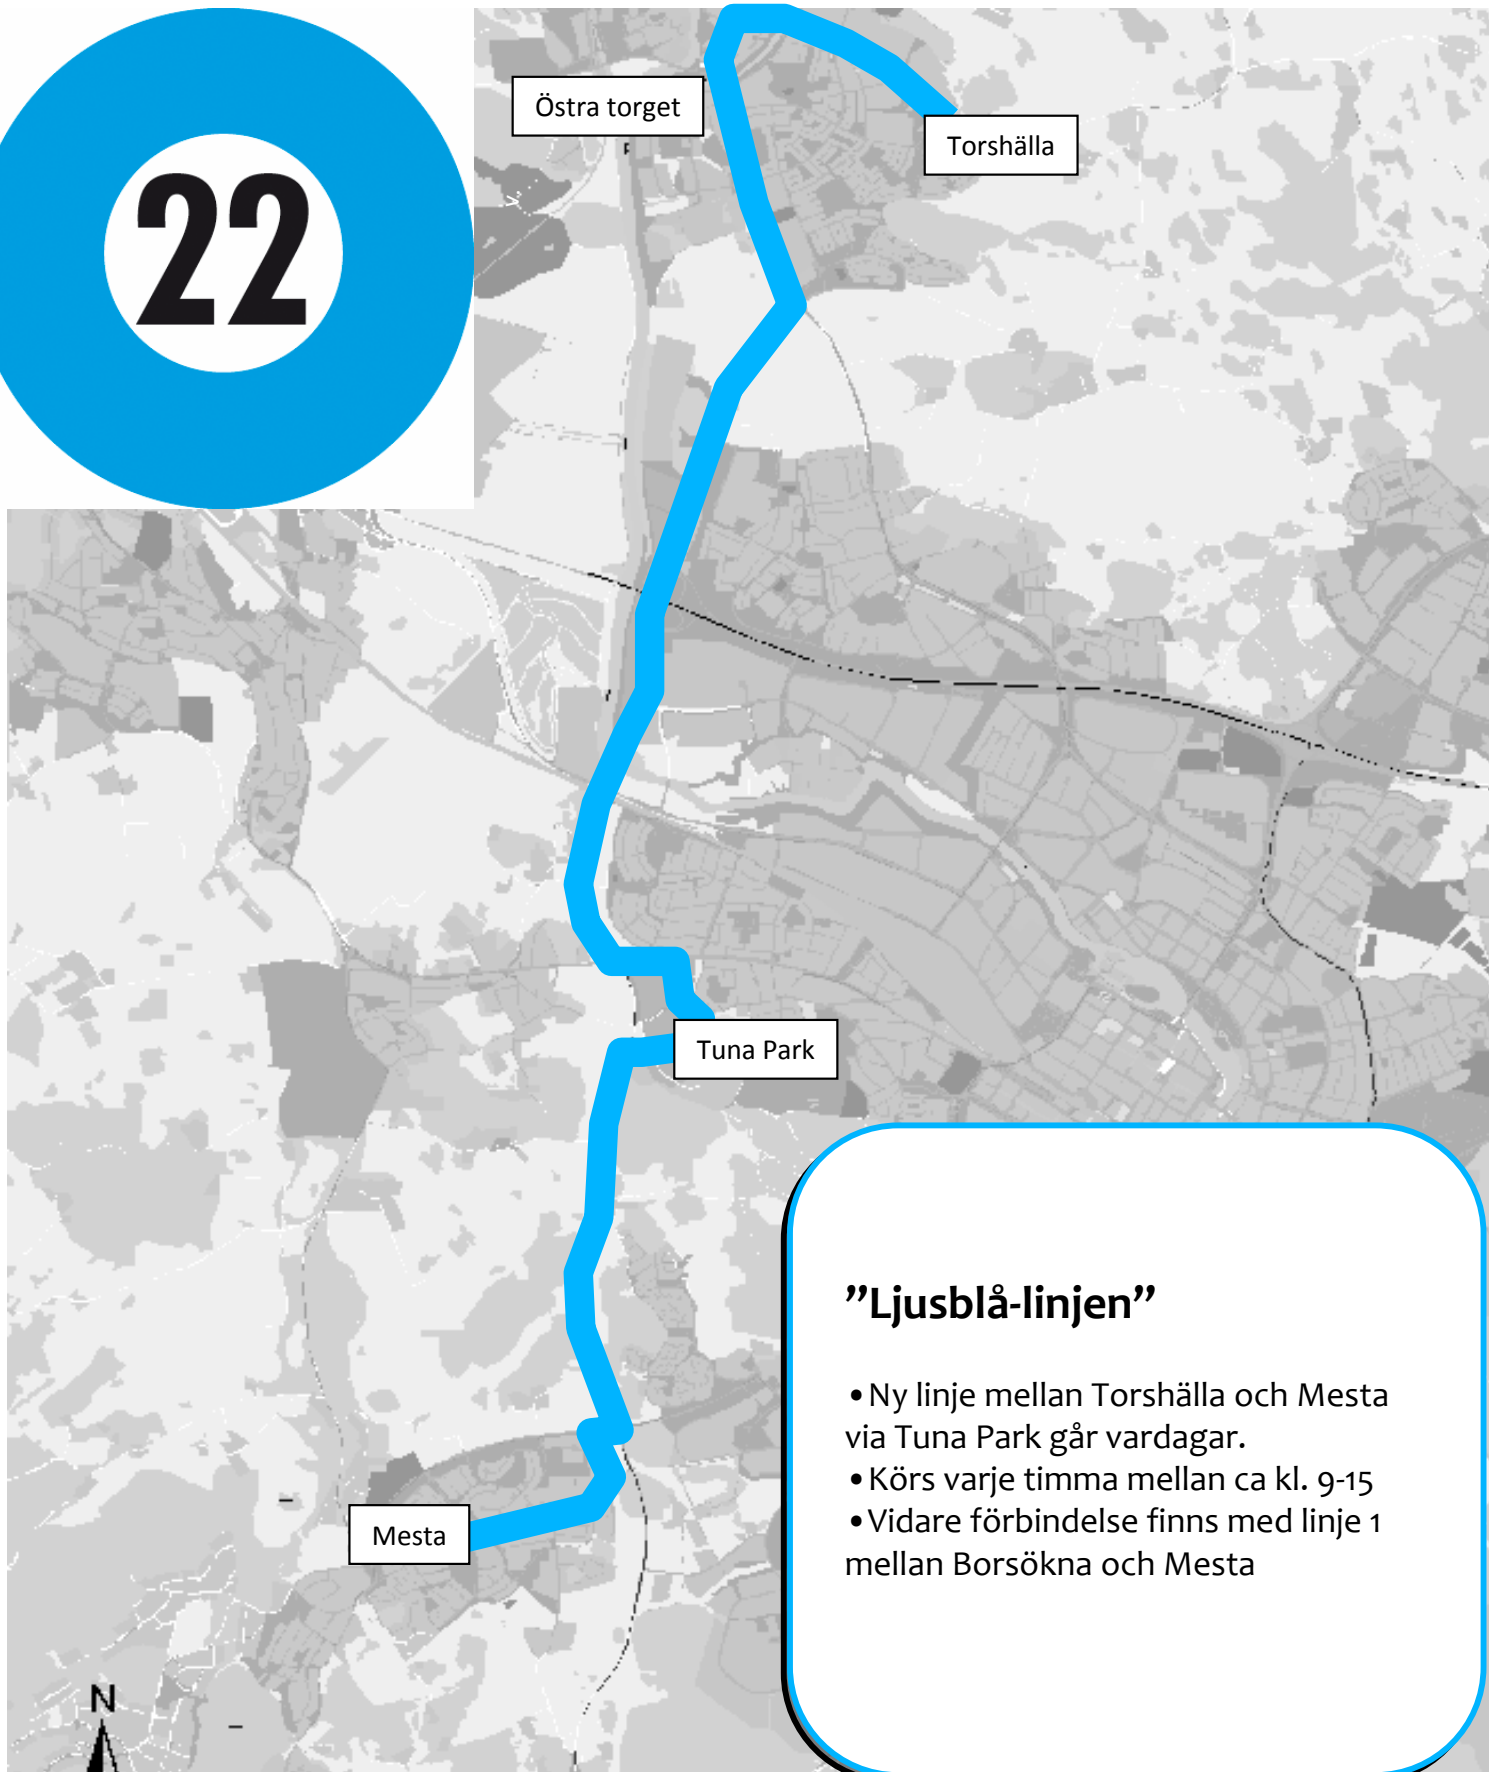 22
Östra torget
Torshälla
Tuna Park
Mesta
N
”Ljusblå-linjen”
•Ny linje mellan Torshälla och Mesta
via Tuna Park går vardagar.
•Körs varje timma mellan ca kl. 9-15
•Vidare förbindelse finns med linje 1
mellan Borsökna och Mesta